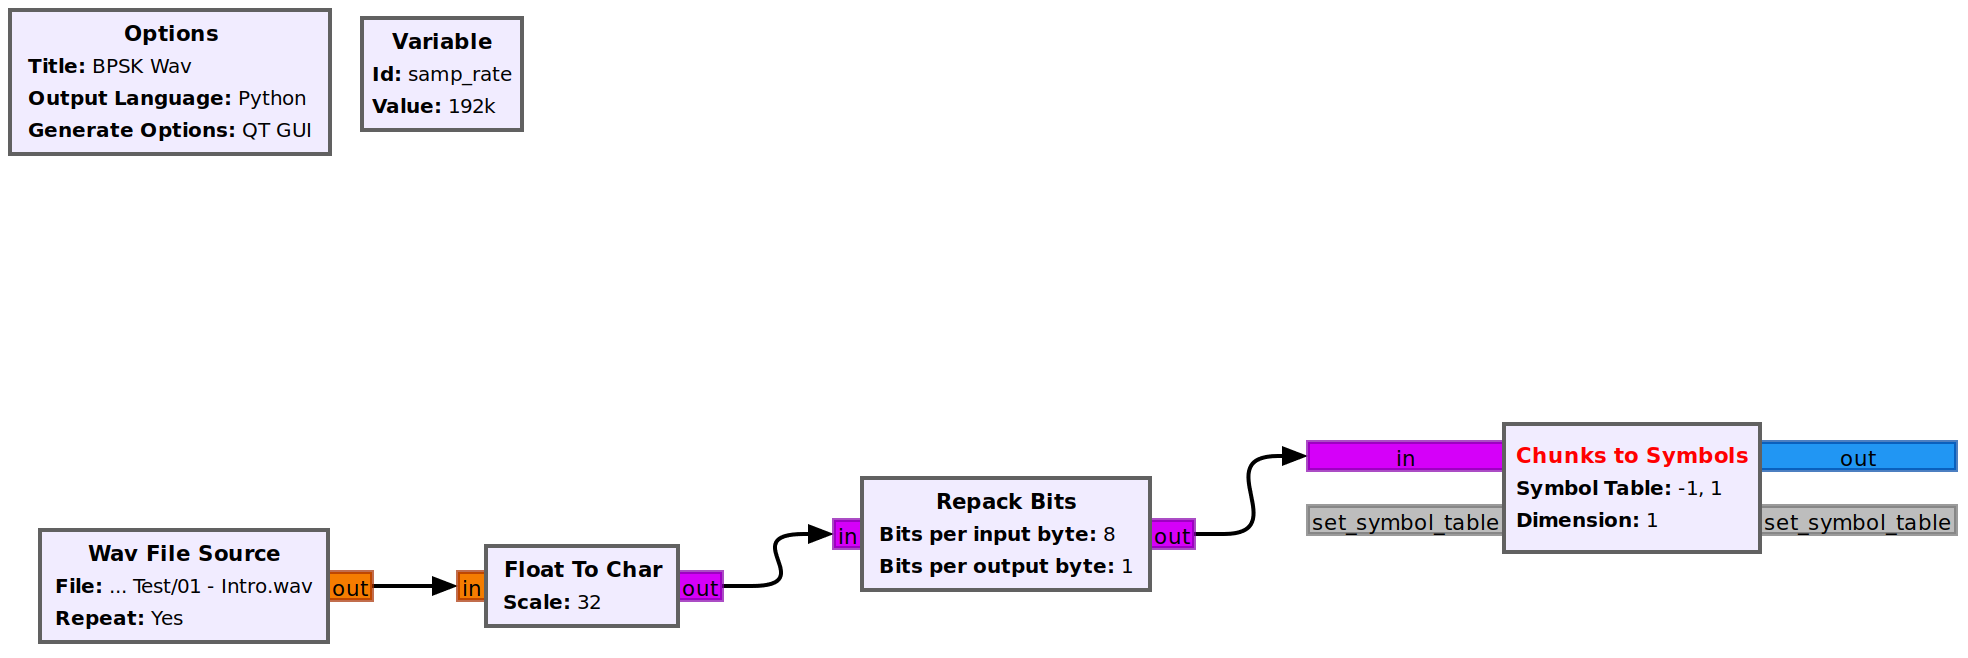 Options
Title: BPSK Wav
Output Language: Python
Generate Options: QT GUI
Variable
Id: samp_rate
Value: 192k
Wav File Source
File: ... Test/01 - Intro.wav
Repeat: Yes
out
in
Float To Char
Scale: 32
out
in
Repack Bits
Bits per input byte: 8
Bits per output byte: 1
out
in
set_symbol_table
Chunks to Symbols
Symbol Table: -1, 1
Dimension: 1
out
set_symbol_table